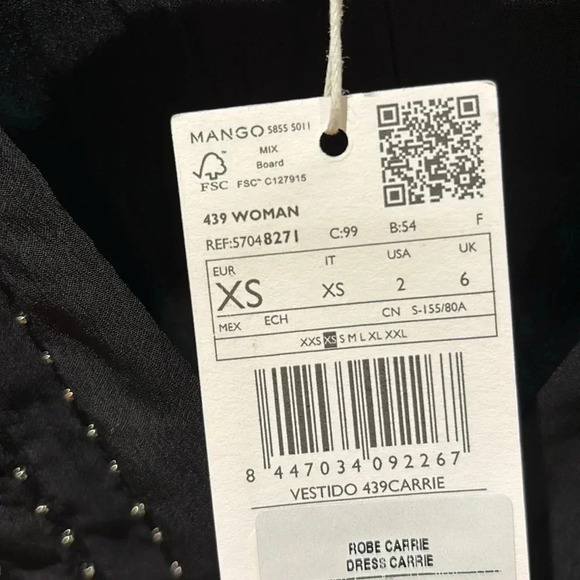 MANGO 5855 5011
MIX
Board
FSC™ C127915
FSC
439 WOMAN
REF:57048271 C:99 B:54 F
EUR IT USA UK
XS XS 2 6
MEX ECH CN S-155/80A
XXS XS S M L XL XXL
8 447034 092267
VESTIDO 439CARRIE
ROBE CARRIE
DRESS CARRIE